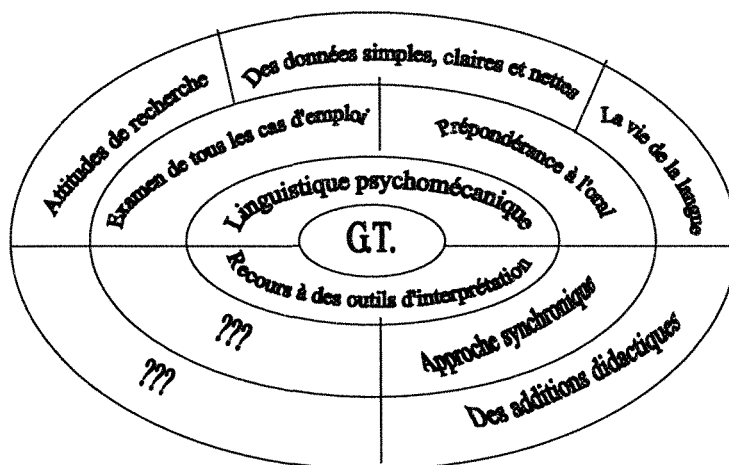 Des données simples, claires et nettes
Attitudes de recherche
La vie de la langue
Examen de tous les cas d'emploi
Prépondérance à l'oral
Linguistique psychomécanique
G.T.
Recours à des outils d'interprétation
???
Approche synchronique
???
Des additions didactiques